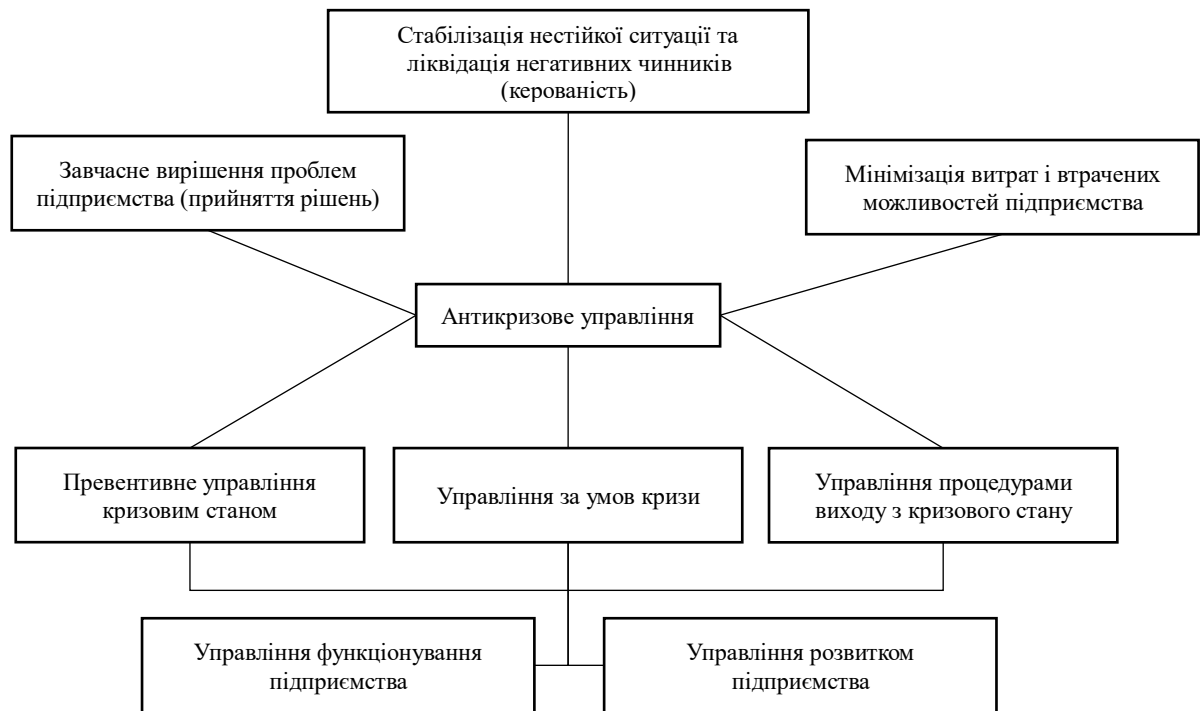 Стабілізація нестійкої ситуації та
ліквідація негативних чинників
(керованість)
Завчасне вирішення проблем
підприємства (прийняття рішень)
Мінімізація витрат і втрачених
можливостей підприємства
Антикризове управління
Превентивне управління
кризовим станом
Управління за умов кризи
Управління процедурами
виходу з кризового стану
Управління функціонування
підприємства
Управління розвитком
підприємства